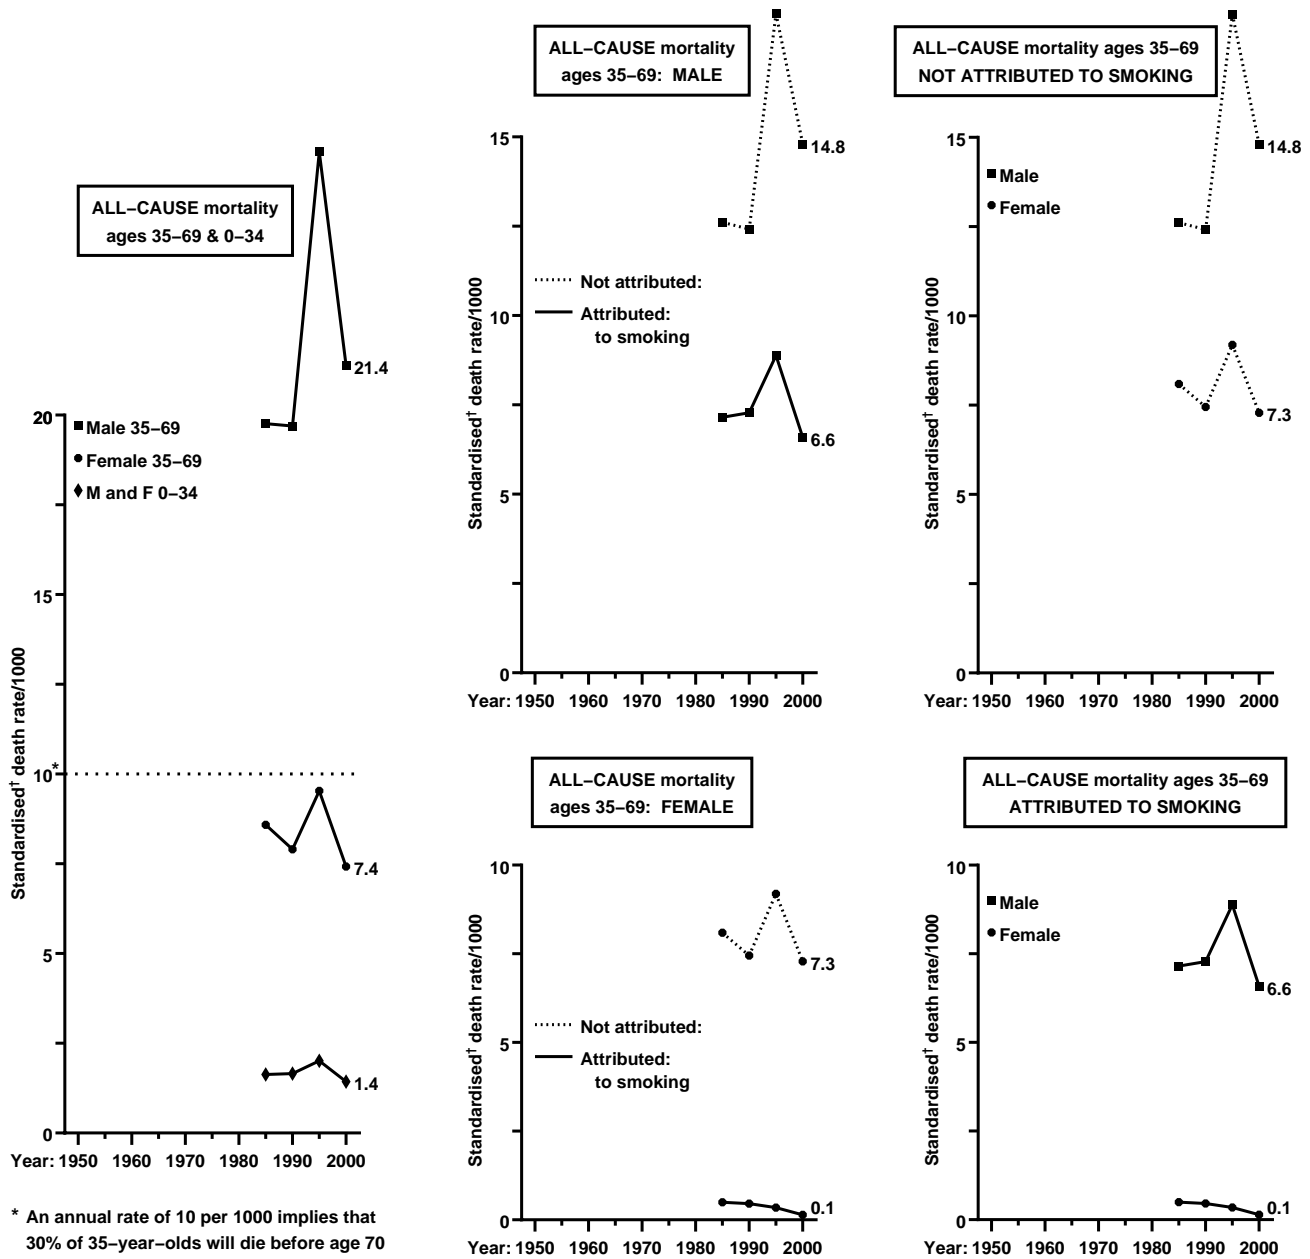 ALL–CAUSE mortality
ages 35–69 & 0–34
Standardised† death rate/1000
20
15
10*
5
0
Male 35–69
Female 35–69
M and F 0–34
21.4
7.4
1.4
Year: 1950 1960 1970 1980 1990 2000
* An annual rate of 10 per 1000 implies that
30% of 35–year–olds will die before age 70
ALL–CAUSE mortality
ages 35–69: MALE
Standardised† death rate/1000
15
10
5
0
Not attributed:
Attributed:
to smoking
14.8
6.6
Year: 1950 1960 1970 1980 1990 2000
ALL–CAUSE mortality ages 35–69
NOT ATTRIBUTED TO SMOKING
Standardised† death rate/1000
15
10
5
0
Male
Female
14.8
7.3
Year: 1950 1960 1970 1980 1990 2000
ALL–CAUSE mortality
ages 35–69: FEMALE
Standardised† death rate/1000
10
5
0
7.3
Not attributed:
Attributed:
to smoking
0.1
Year: 1950 1960 1970 1980 1990 2000
ALL–CAUSE mortality ages 35–69
ATTRIBUTED TO SMOKING
Standardised† death rate/1000
10
5
0
Male
Female
6.6
0.1
Year: 1950 1960 1970 1980 1990 2000